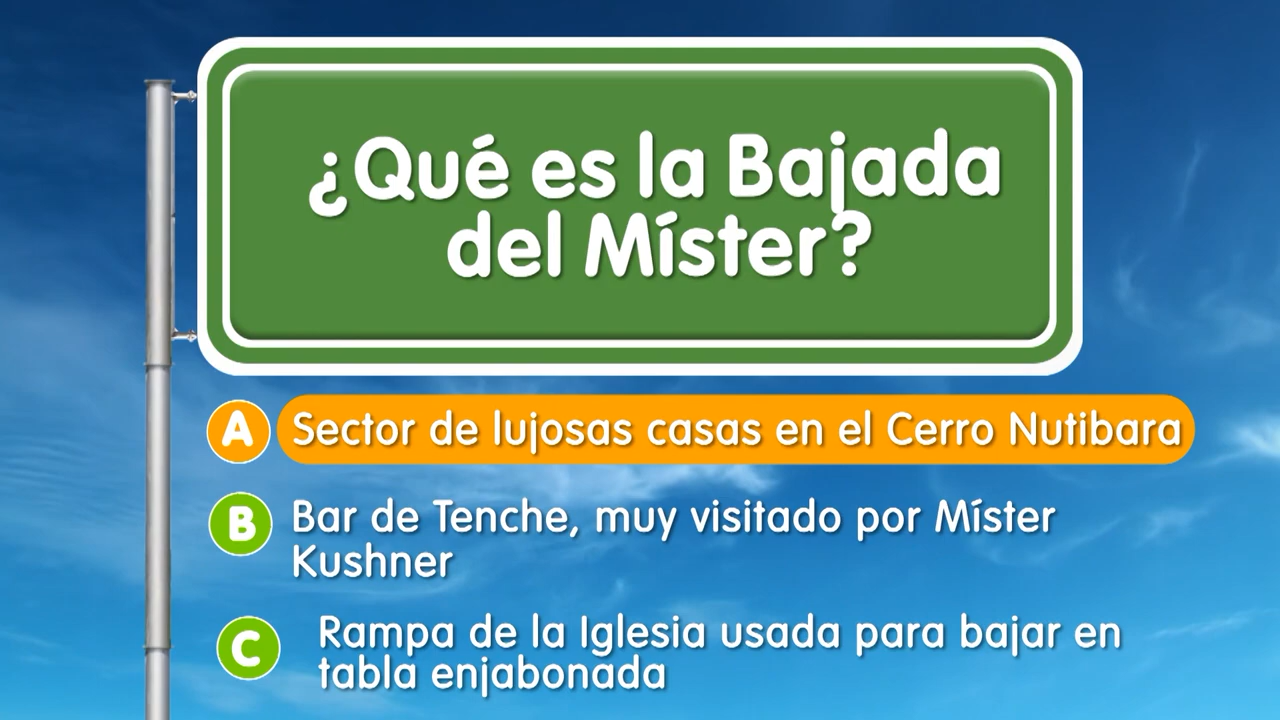 ¿Qué es la Bajada
del Míster?
A Sector de lujosas casas en el Cerro Nutibara
B Bar de Tenche, muy visitado por Míster
Kushner
C Rampa de la Iglesia usada para bajar en
tabla enjabonada